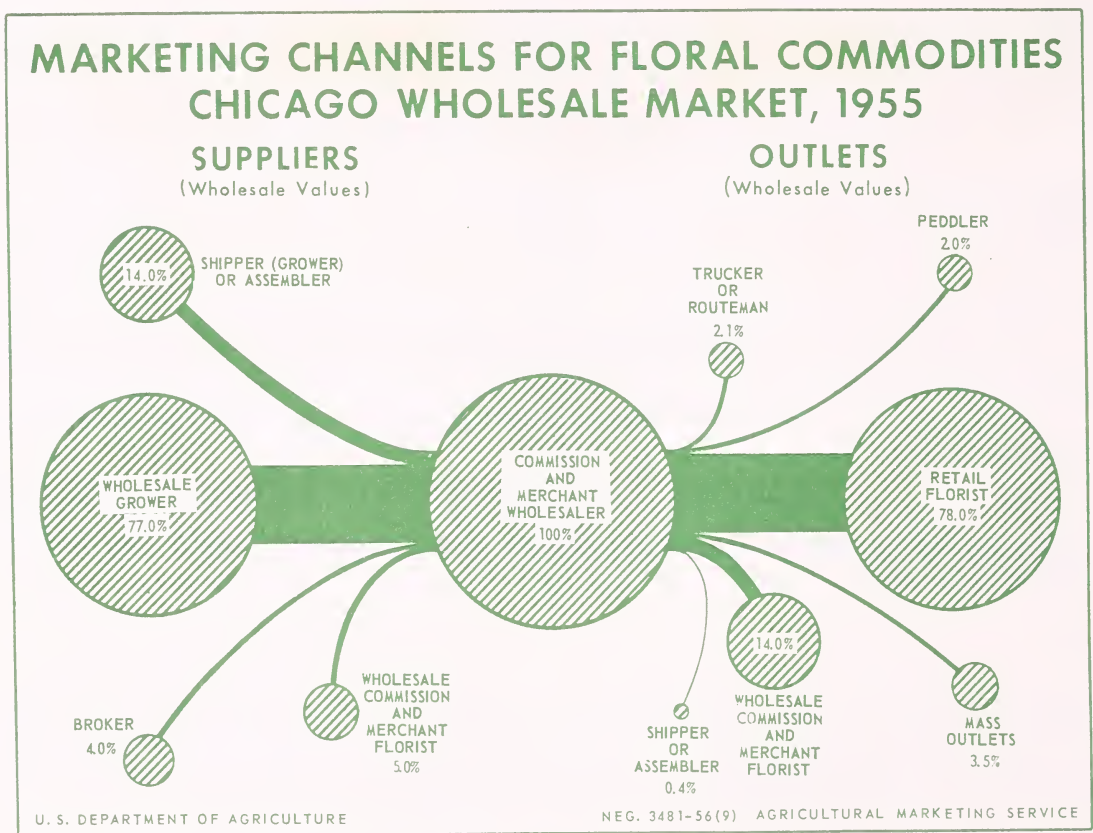 MARKETING CHANNELS FOR FLORAL COMMODITIES
CHICAGO WHOLESALE MARKET, 1955
SUPPLIERS
(Wholesale Values)
OUTLETS
(Wholesale Values)
14.0%
SHIPPER (GROWER)
OR ASSEMBLER
PEDDLER
2.0%
TRUCKER
OR
ROUTEMAN
2.1%
WHOLESALE
GROWER
77.0%
COMMISSION
AND
MERCHANT
WHOLESALER
100%
RETAIL
FLORIST
78.0%
BROKER
4.0%
WHOLESALE
COMMISSION
AND
MERCHANT
FLORIST
5.0%
SHIPPER
OR
ASSEMBLER
0.4%
14.0%
WHOLESALE
COMMISSION
AND
MERCHANT
FLORIST
MASS
OUTLETS
3.5%
U. S. DEPARTMENT OF AGRICULTURE
NEG. 3481-56(9) AGRICULTURAL MARKETING SERVICE